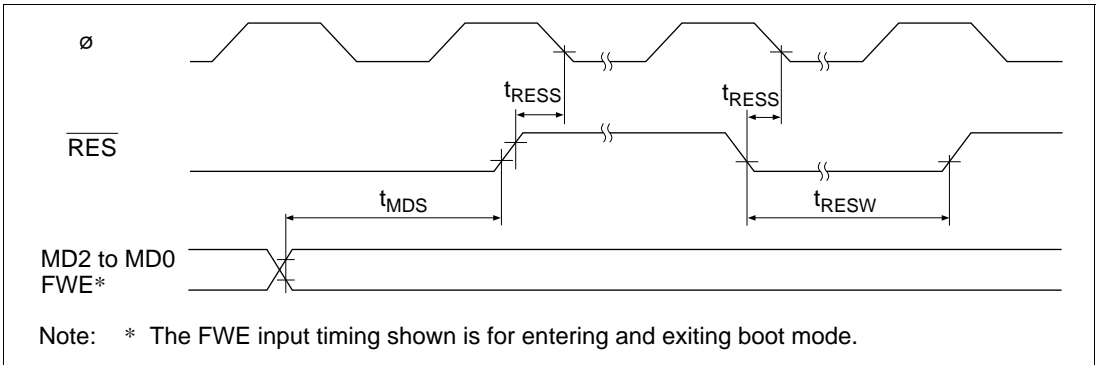 ø
tRESS
tRESS
RES
tMDS
tRESW
MD2 to MD0
FWE*
Note: * The FWE input timing shown is for entering and exiting boot mode.